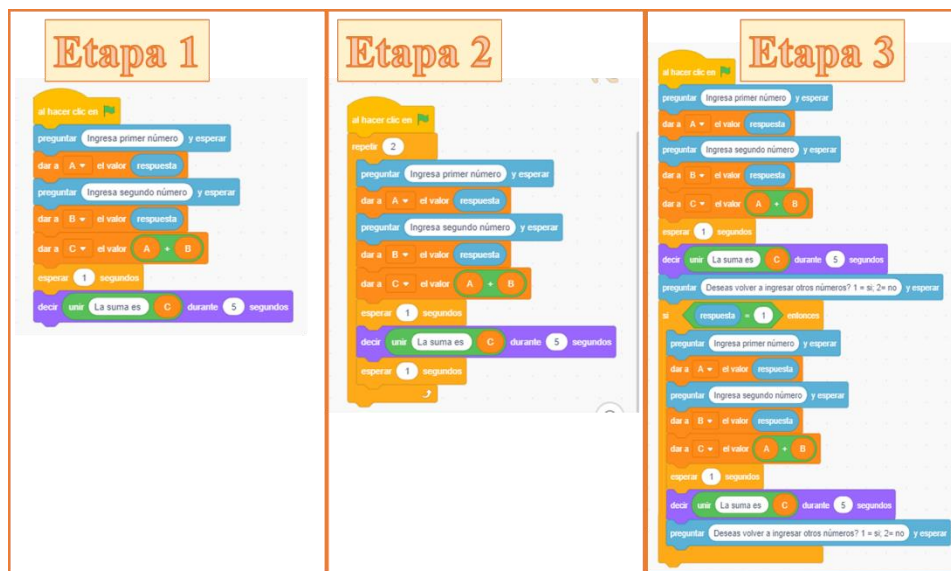 Etapa 1
al hacer clic en
preguntar Ingresa primer número y esperar
dar a A el valor respuesta
preguntar Ingresa segundo número y esperar
dar a B el valor respuesta
dar a C el valor A + B
esperar 1 segundos
decir unir La suma es C durante 5 segundos
Etapa 2
al hacer clic en
repetir 2
preguntar Ingresa primer número y esperar
dar a A el valor respuesta
preguntar Ingresa segundo número y esperar
dar a B el valor respuesta
dar a C el valor A + B
esperar 1 segundos
decir unir La suma es C durante 5 segundos
esperar 1 segundos
Etapa 3
al hacer clic en
preguntar Ingresa primer número y esperar
dar a A el valor respuesta
preguntar Ingresa segundo número y esperar
dar a B el valor respuesta
dar a C el valor A + B
esperar 1 segundos
decir unir La suma es C durante 5 segundos
preguntar Deseas volver a ingresar otros números? 1 = si; 2= no y esperar
si respuesta = 1 entonces
preguntar Ingresa primer número y esperar
dar a A el valor respuesta
preguntar Ingresa segundo número y esperar
dar a B el valor respuesta
dar a C el valor A + B
esperar 1 segundos
decir unir La suma es C durante 5 segundos
preguntar Deseas volver a ingresar otros números? 1 = si; 2= no y esperar